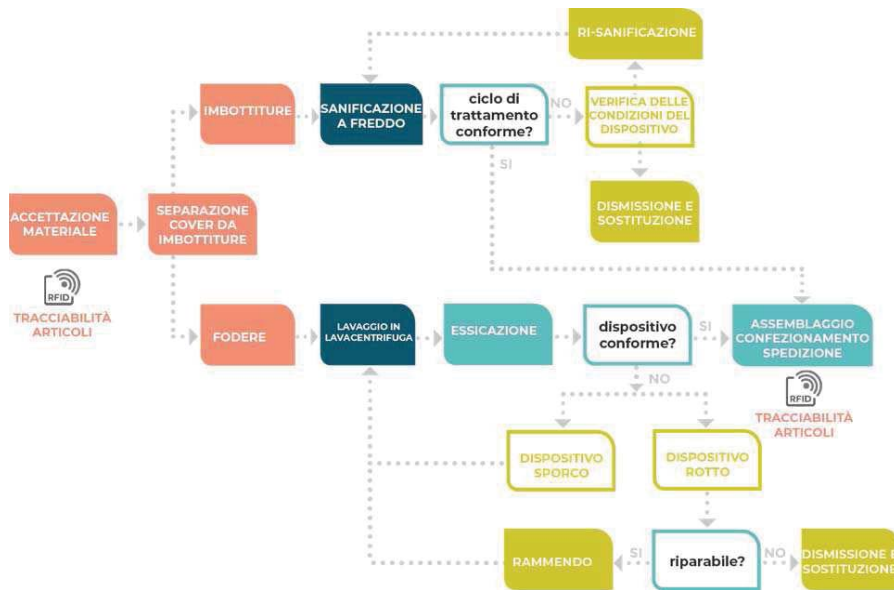 RI-SANIFICAZIONE
IMBOTTITURE
SANIFICAZIONE
A FREDDO
ciclo di
trattamento
conforme?
NO
VERIFICA DELLE
CONDIZIONI DEL
DISPOSITIVO
SI
DISMISSIONE E
SOSTITUZIONE
ACCETTAZIONE
MATERIALE
SEPARAZIONE
COVER DA
IMBOTTITURE
RFID
TRACCIABILITÀ
ARTICOLI
FODERE
LAVAGGIO IN
LAVACENTRIFUGA
ESSICAZIONE
dispositivo
conforme?
SI
ASSEMBLAGGIO
CONFEZIONAMENTO
SPEDIZIONE
NO
RFID
TRACCIABILITÀ
ARTICOLI
DISPOSITIVO
SPORCO
DISPOSITIVO
ROTTO
RAMMENDO
SI
riparabile?
NO
DISMISSIONE E
SOSTITUZIONE